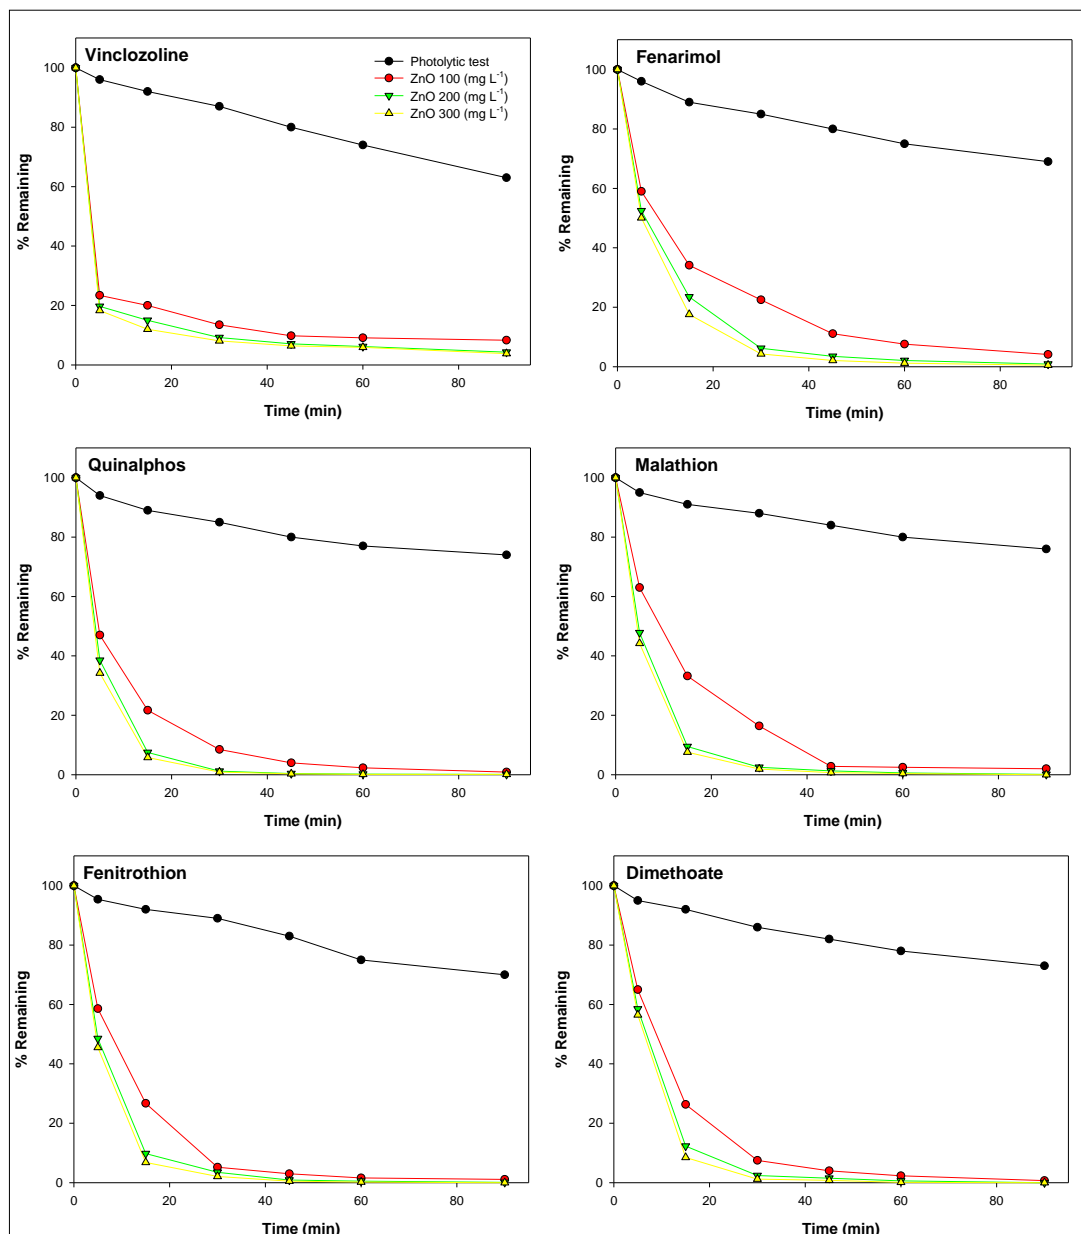 Vinclozoline
Photolytic test
ZnO 100 (mg L⁻¹)
ZnO 200 (mg L⁻¹)
ZnO 300 (mg L⁻¹)
% Remaining
100
80
60
40
20
0
0 20 40 60 80
Time (min)
Fenarimol
% Remaining
100
80
60
40
20
0
0 20 40 60 80
Time (min)
Quinalphos
% Remaining
100
80
60
40
20
0
0 20 40 60 80
Time (min)
Malathion
% Remaining
100
80
60
40
20
0
0 20 40 60 80
Time (min)
Fenitrothion
% Remaining
100
80
60
40
20
0
0 20 40 60 80
Time (min)
Dimethoate
% Remaining
100
80
60
40
20
0
0 20 40 60 80
Time (min)